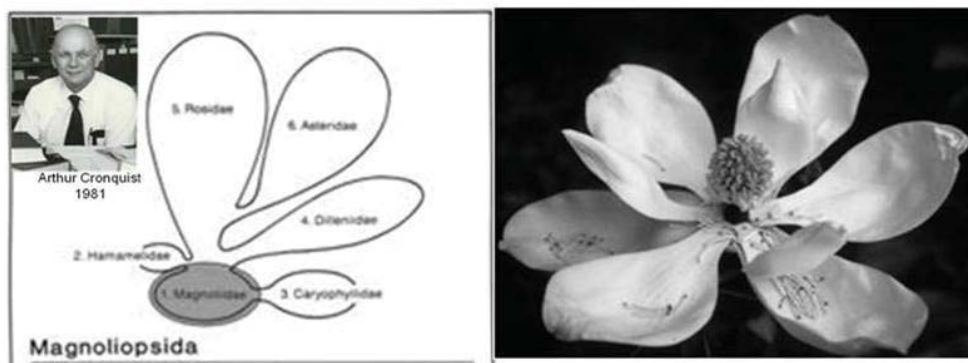 Arthur Cronquist
1981
5. Rosidae
6. Asteridae
4. Dilleniidae
2. Hamamelidae
1. Magnoliidae
3. Caryophyllidae
Magnoliopsida